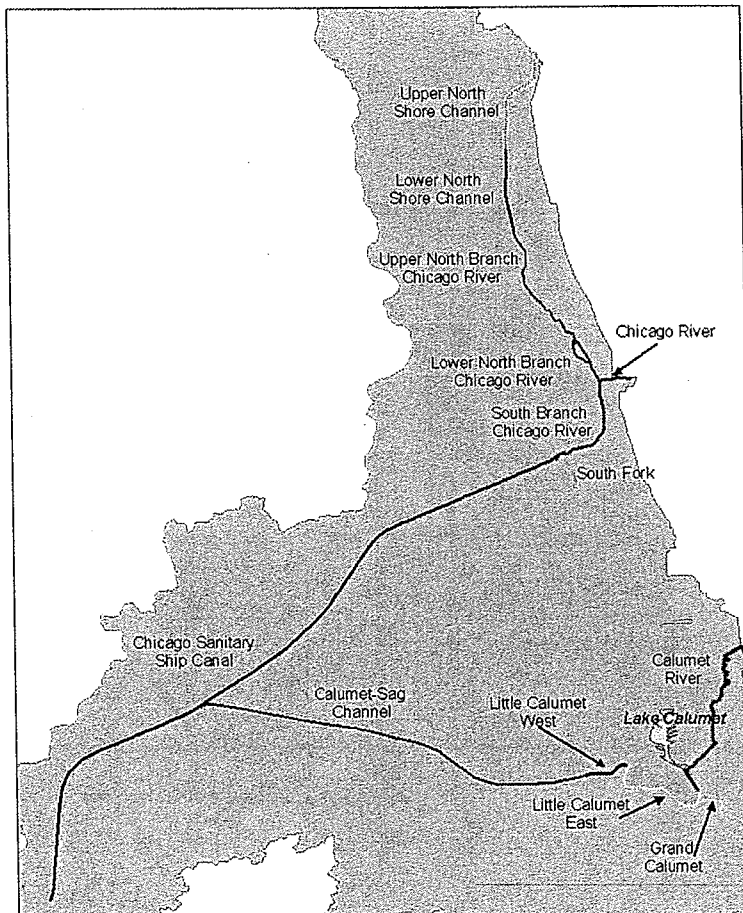 Upper North
Shore Channel
Lower North
Shore Channel
Upper North Branch
Chicago River
Chicago River
Lower North Branch
Chicago River
South Branch
Chicago River
South Fork
Chicago Sanitary
Ship Canal
Calumet-Sag
Channel
Calumet
River
Little Calumet
West
Lake Calumet
Little Calumet
East
Grand
Calumet